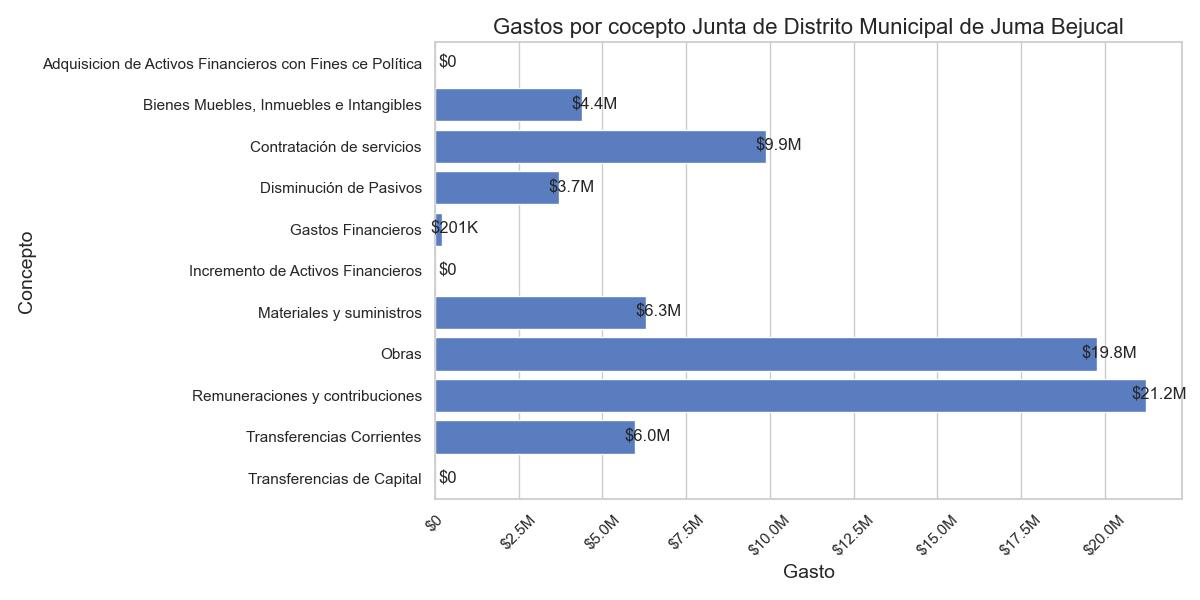 Gastos por cocepto Junta de Distrito Municipal de Juma Bejucal
Adquisicion de Activos Financieros con Fines ce Política $0
Bienes Muebles, Inmuebles e Intangibles $4.4M
Contratación de servicios $9.9M
Disminución de Pasivos $3.7M
Gastos Financieros $201K
Incremento de Activos Financieros $0
Materiales y suministros $6.3M
Obras $19.8M
Remuneraciones y contribuciones $21.2M
Transferencias Corrientes $6.0M
Transferencias de Capital $0
Concepto
$0 $2.5M $5.0M $7.5M $10.0M $12.5M $15.0M $17.5M $20.0M
Gasto